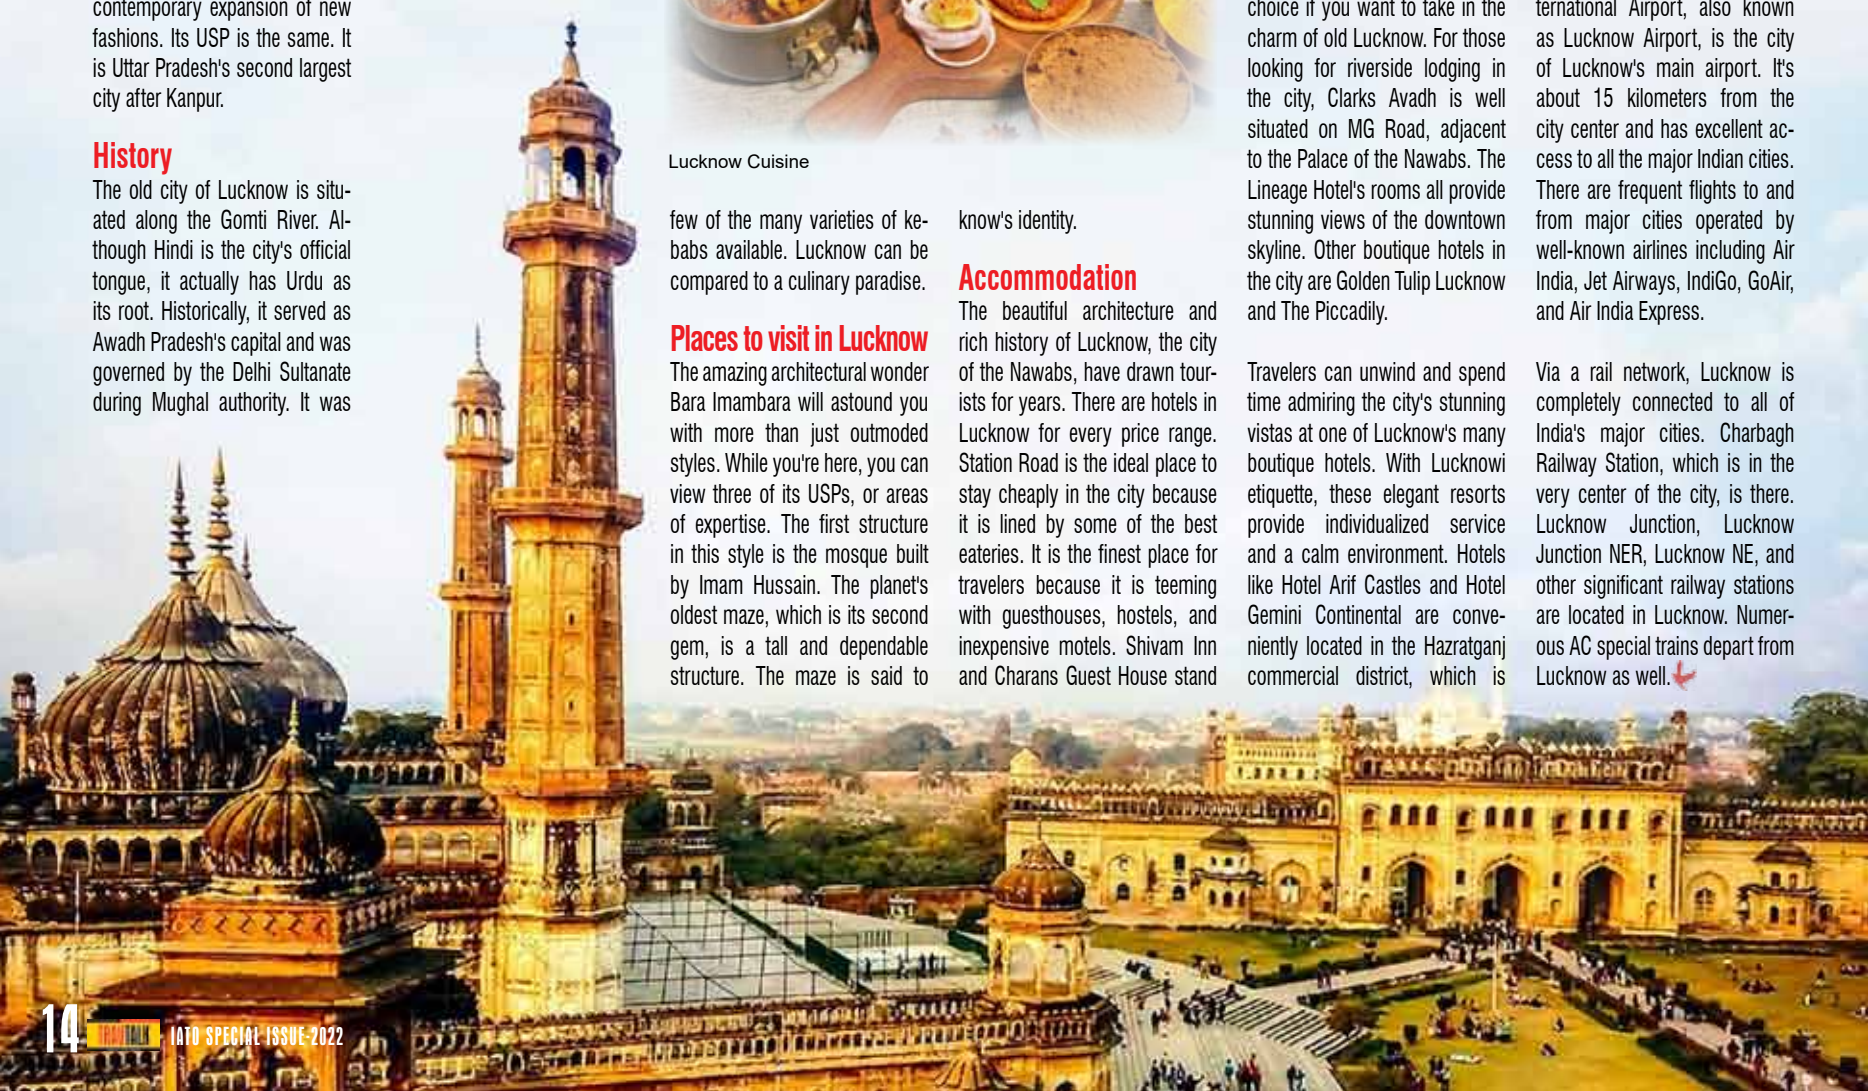 contemporary expansion of new
fashions. Its USP is the same. It
is Uttar Pradesh's second largest
city after Kanpur.
History
The old city of Lucknow is situ-
ated along the Gomti River. Al-
though Hindi is the city's official
tongue, it actually has Urdu as
its root. Historically, it served as
Awadh Pradesh's capital and was
governed by the Delhi Sultanate
during Mughal authority. It was
Lucknow Cuisine
few of the many varieties of ke-
babs available. Lucknow can be
compared to a culinary paradise.
Places to visit in Lucknow
The amazing architectural wonder
Bara Imambara will astound you
with more than just outmoded
styles. While you're here, you can
view three of its USPs, or areas
of expertise. The first structure
in this style is the mosque built
by Imam Hussain. The planet's
oldest maze, which is its second
gem, is a tall and dependable
structure. The maze is said to
know's identity.
Accommodation
The beautiful architecture and
rich history of Lucknow, the city
of the Nawabs, have drawn tour-
ists for years. There are hotels in
Lucknow for every price range.
Station Road is the ideal place to
stay cheaply in the city because
it is lined by some of the best
eateries. It is the finest place for
travelers because it is teeming
with guesthouses, hostels, and
inexpensive motels. Shivam Inn
and Charans Guest House stand
choice if you want to take in the
charm of old Lucknow. For those
looking for riverside lodging in
the city, Clarks Avadh is well
situated on MG Road, adjacent
to the Palace of the Nawabs. The
Lineage Hotel's rooms all provide
stunning views of the downtown
skyline. Other boutique hotels in
the city are Golden Tulip Lucknow
and The Piccadily.
Travelers can unwind and spend
time admiring the city's stunning
vistas at one of Lucknow's many
boutique hotels. With Lucknowi
etiquette, these elegant resorts
provide individualized service
and a calm environment. Hotels
like Hotel Arif Castles and Hotel
Gemini Continental are conve-
niently located in the Hazratganj
commercial district, which is
ternational Airport, also known
as Lucknow Airport, is the city
of Lucknow's main airport. It's
about 15 kilometers from the
city center and has excellent ac-
cess to all the major Indian cities.
There are frequent flights to and
from major cities operated by
well-known airlines including Air
India, Jet Airways, IndiGo, GoAir,
and Air India Express.
Via a rail network, Lucknow is
completely connected to all of
India's major cities. Charbagh
Railway Station, which is in the
very center of the city, is there.
Lucknow Junction, Lucknow
Junction NER, Lucknow NE, and
other significant railway stations
are located in Lucknow. Numer-
ous AC special trains depart from
Lucknow as well.
14 IATO SPECIAL ISSUE-2022